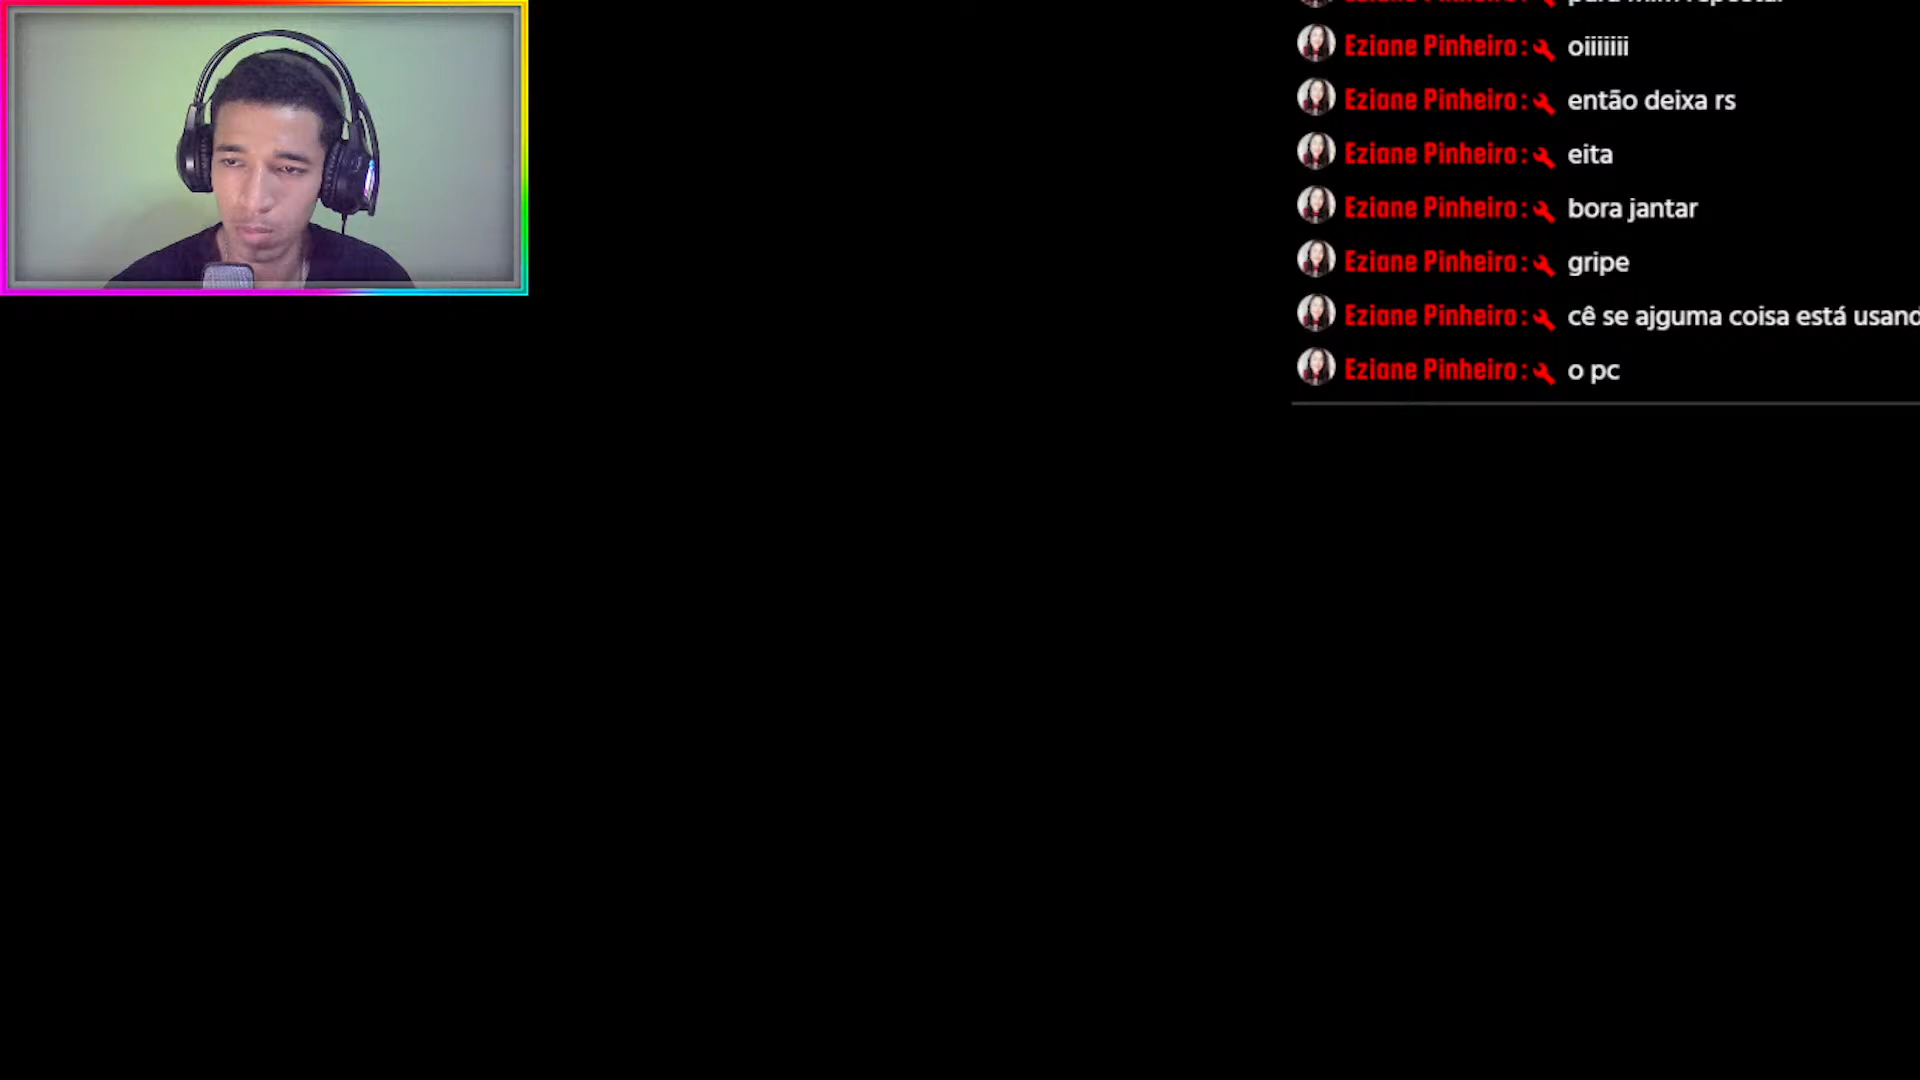 Eziane Pinheiro: oiiiiiii
Eziane Pinheiro: então deixa rs
Eziane Pinheiro: eita
Eziane Pinheiro: bora jantar
Eziane Pinheiro: gripe
Eziane Pinheiro: cê se ajguma coisa está usand
Eziane Pinheiro: o pc